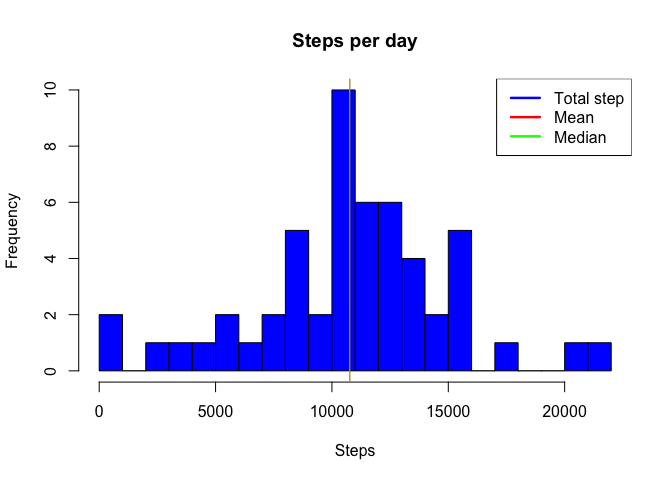 Steps per day
Total step
Mean
Median
Frequency
10
8
6
4
2
0
0 5000 10000 15000 20000
Steps